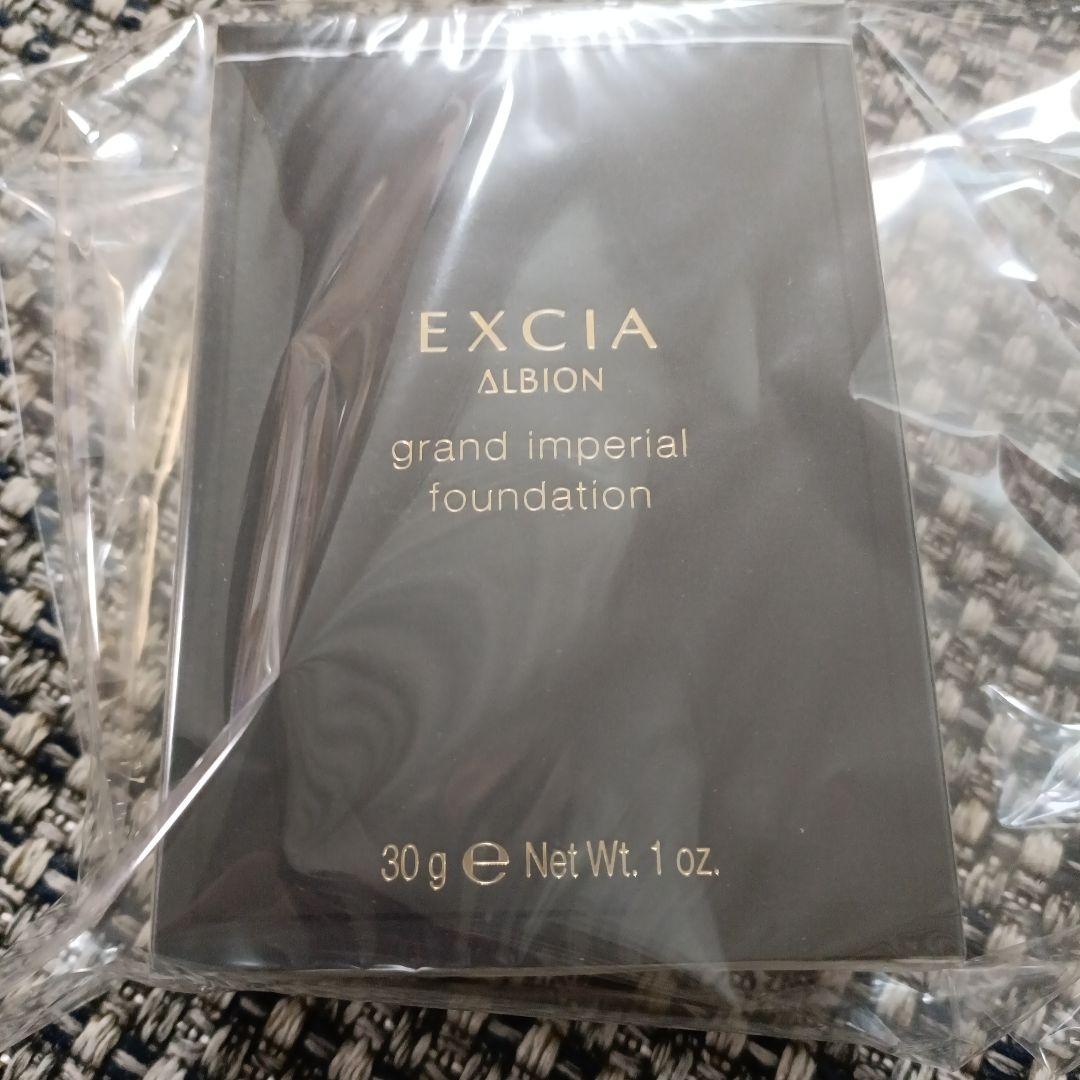 EXCIA
ALBION
grand imperial
foundation
30 g ℮ Net Wt. 1 oz.